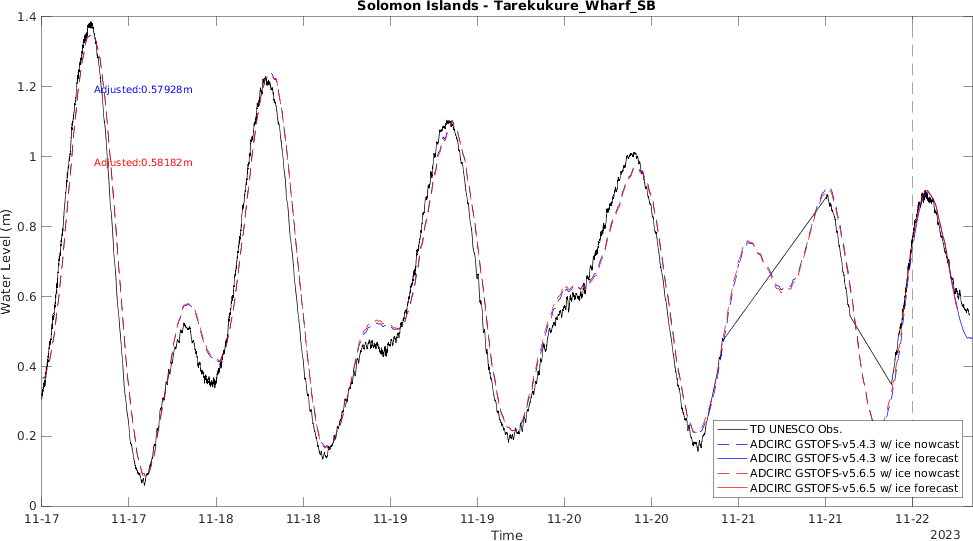 Solomon Islands - Tarekukure_Wharf_SB
1.4
1.2
1
0.8
0.6
0.4
0.2
0
Water Level (m)
Adjusted:0.57928m
Adjusted:0.58182m
TD UNESCO Obs.
ADCIRC GSTOFS-v5.4.3 w/ ice nowcast
ADCIRC GSTOFS-v5.4.3 w/ ice forecast
ADCIRC GSTOFS-v5.6.5 w/ ice nowcast
ADCIRC GSTOFS-v5.6.5 w/ ice forecast
11-17 11-17 11-18 11-18 11-19 11-19 11-20 11-20 11-21 11-21 11-22
Time
2023